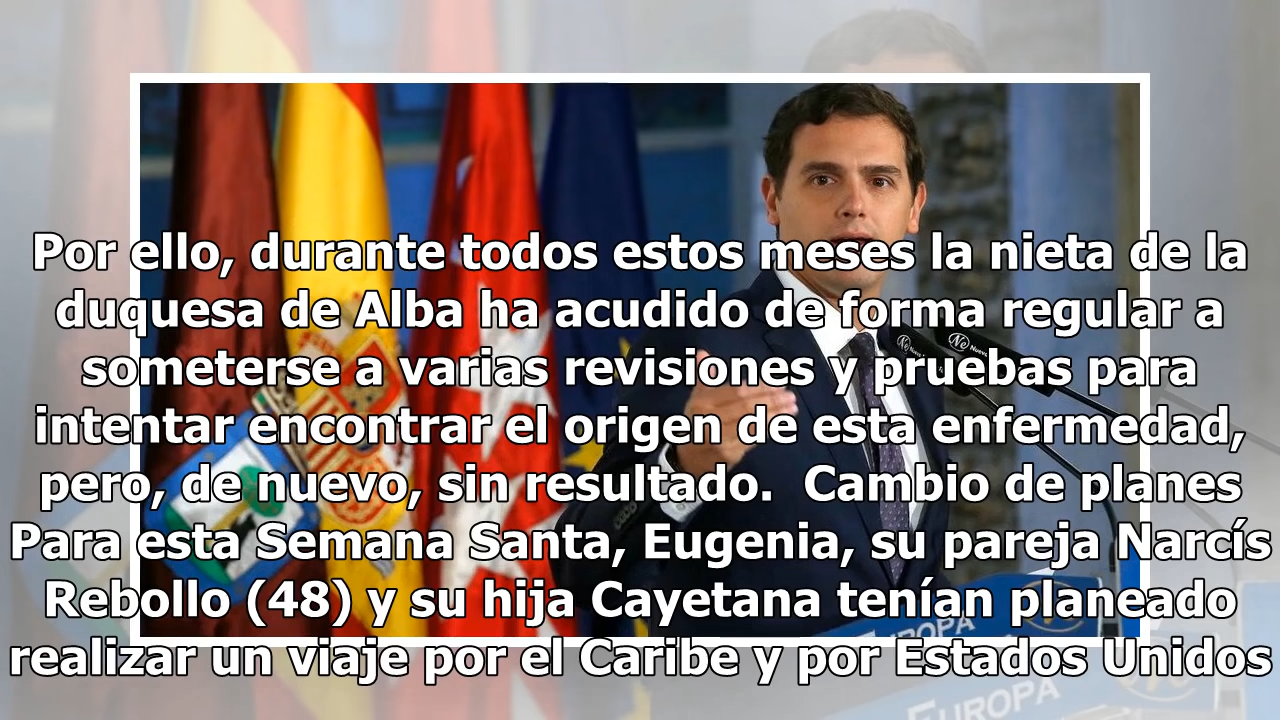 Por ello, durante todos estos meses la nieta de la
duquesa de Alba ha acudido de forma regular a
someterse a varias revisiones y pruebas para
intentar encontrar el origen de esta enfermedad,
pero, de nuevo, sin resultado.  Cambio de planes
Para esta Semana Santa, Eugenia, su pareja Narcís
Rebollo (48) y su hija Cayetana tenían planeado
realizar un viaje por el Caribe y por Estados Unidos
EUROPA
EUROPA